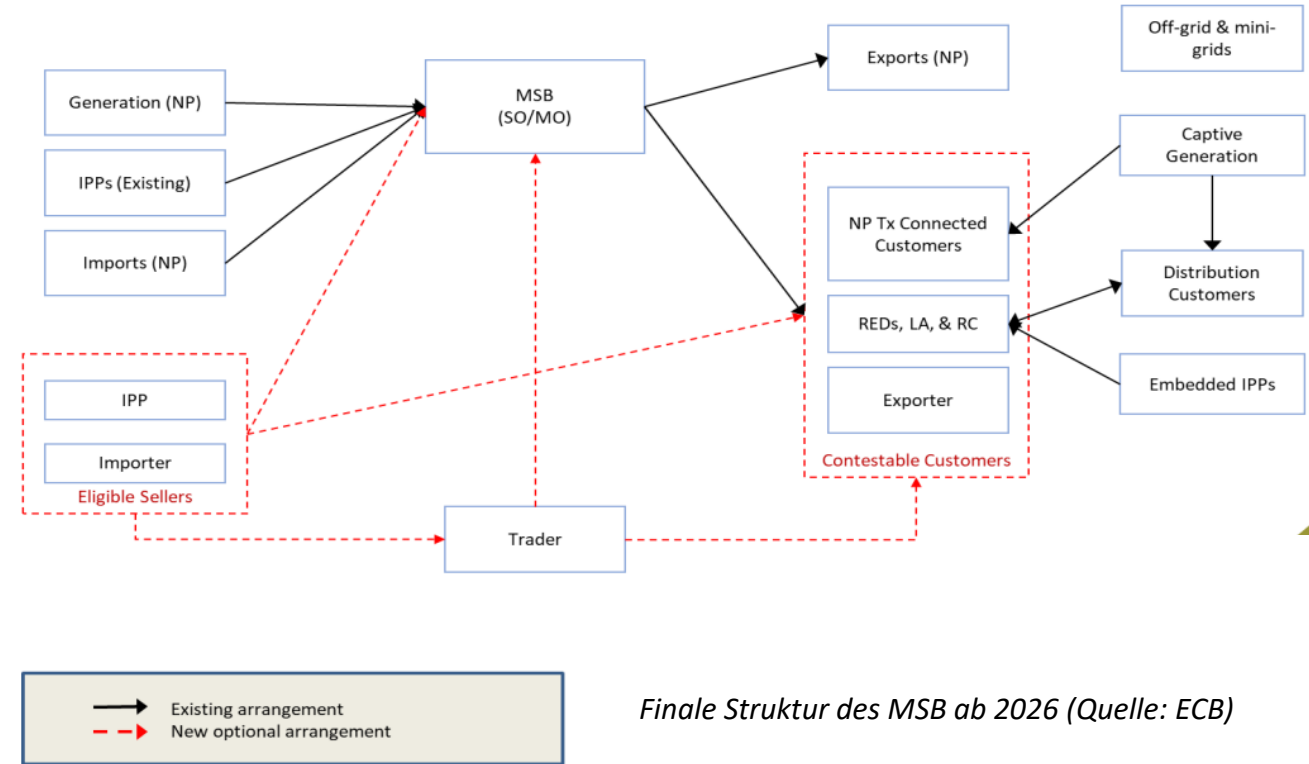 Generation (NP)
IPPs (Existing)
Imports (NP)
MSB
(SO/MO)
Exports (NP)
Off-grid & mini-
grids
Captive
Generation
NP Tx Connected
Customers
Distribution
Customers
REDs, LA, & RC
Embedded IPPs
Exporter
Contestable Customers
IPP
Importer
Eligible Sellers
Trader
Existing arrangement
New optional arrangement
Finale Struktur des MSB ab 2026 (Quelle: ECB)